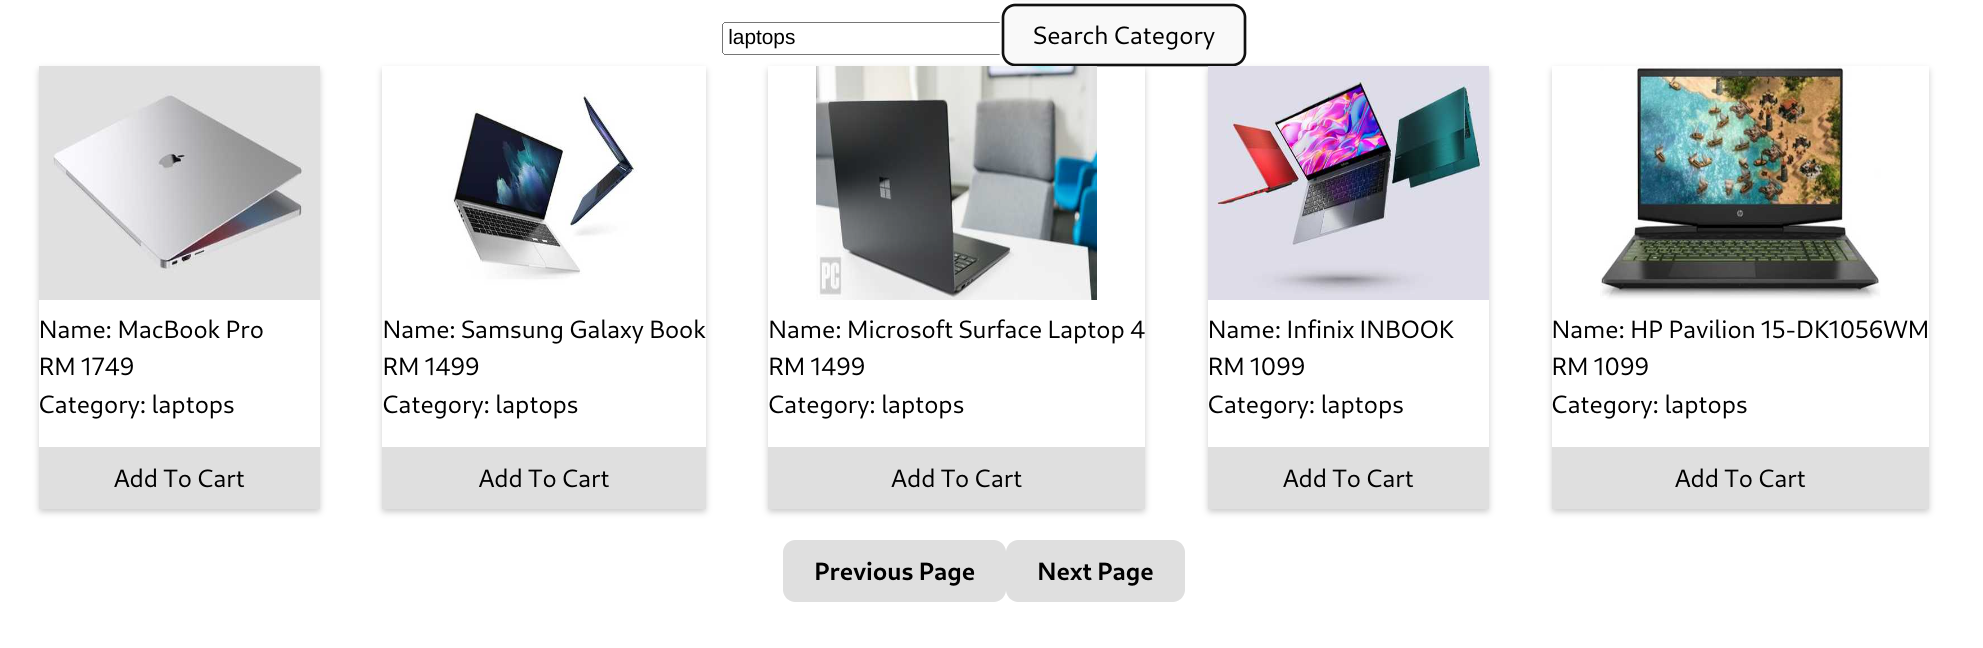 laptops
Search Category
PC
Name: MacBook Pro
RM 1749
Category: laptops
Add To Cart
Name: Samsung Galaxy Book
RM 1499
Category: laptops
Add To Cart
Name: Microsoft Surface Laptop 4
RM 1499
Category: laptops
Add To Cart
Name: Infinix INBOOK
RM 1099
Category: laptops
Add To Cart
Name: HP Pavilion 15-DK1056WM
RM 1099
Category: laptops
Add To Cart
Previous Page
Next Page